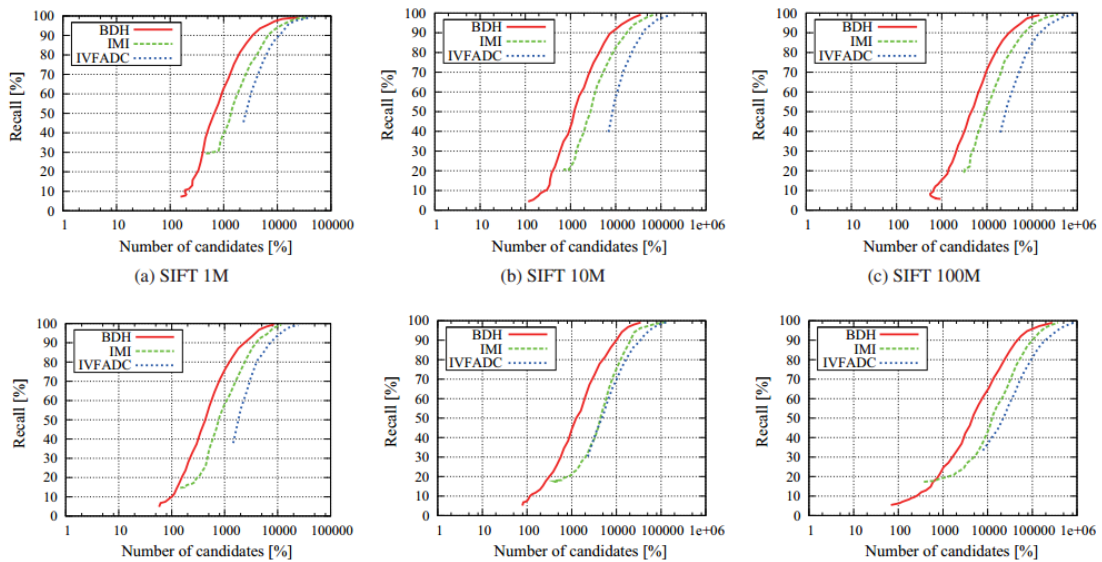 100
90
80
70
60
50
40
30
20
10
0
Recall [%]
BDH
IMI
IVFADC
1 10 100 1000 10000 100000
Number of candidates [%]
(a) SIFT 1M
100
90
80
70
60
50
40
30
20
10
0
Recall [%]
BDH
IMI
IVFADC
1 10 100 1000 10000 100000 1e+06
Number of candidates [%]
(b) SIFT 10M
100
90
80
70
60
50
40
30
20
10
0
Recall [%]
BDH
IMI
IVFADC
1 10 100 1000 10000 100000 1e+06
Number of candidates [%]
(c) SIFT 100M
100
90
80
70
60
50
40
30
20
10
0
Recall [%]
BDH
IMI
IVFADC
1 10 100 1000 10000 100000
Number of candidates [%]
100
90
80
70
60
50
40
30
20
10
0
Recall [%]
BDH
IMI
IVFADC
1 10 100 1000 10000 100000 1e+06
Number of candidates [%]
100
90
80
70
60
50
40
30
20
10
0
Recall [%]
BDH
IMI
IVFADC
1 10 100 1000 10000 100000 1e+06
Number of candidates [%]